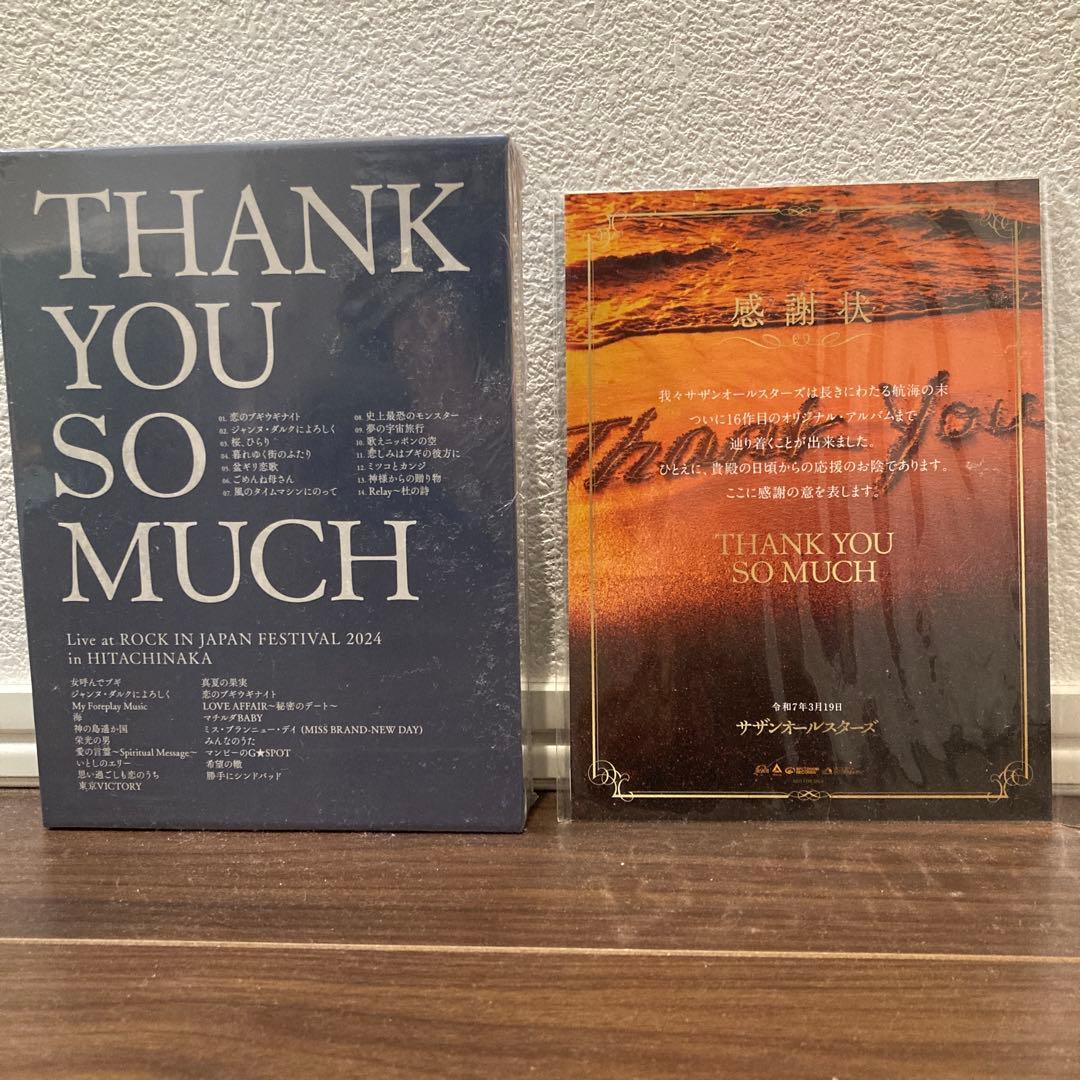 THANK
YOU
SO
MUCH
01. 恋のブギウギナイト
02. ジャンヌ・ダルクによろしく
03. 桜、ひらり
04. 暮れゆく街のふたり
05. 盆ギリ恋歌
06. ごめんね母さん
07. 風のタイムマシンにのって
08. 史上最恐のモンスター
09. 夢の宇宙旅行
10. 歌えニッポンの空
11. 悲しみはブギの彼方に
12. ミツコとカンジ
13. 神様からの贈り物
14. Relay〜杜の詩
Live at ROCK IN JAPAN FESTIVAL 2024
in HITACHINAKA
女呼んでブギ
ジャンヌ・ダルクによろしく
My Foreplay Music
海
神の島遥か国
栄光の男
愛の言霊〜Spiritual Message〜
いとしのエリー
思い過ごしも恋のうち
東京VICTORY
真夏の果実
恋のブギウギナイト
LOVE AFFAIR〜秘密のデート〜
マチルダBABY
ミス・ブランニュー・デイ (MISS BRAND-NEW DAY)
みんなのうた
マンピーのG★SPOT
希望の轍
勝手にシンドバッド
感謝状
Thank you
我々サザンオールスターズは長きにわたる航海の末
ついに16作目のオリジナル・アルバムまで
辿り着くことが出来ました。
ひとえに、貴殿の日頃からの応援のお陰であります。
ここに感謝の意を表します。
THANK YOU
SO MUCH
令和7年3月19日
サザンオールスターズ